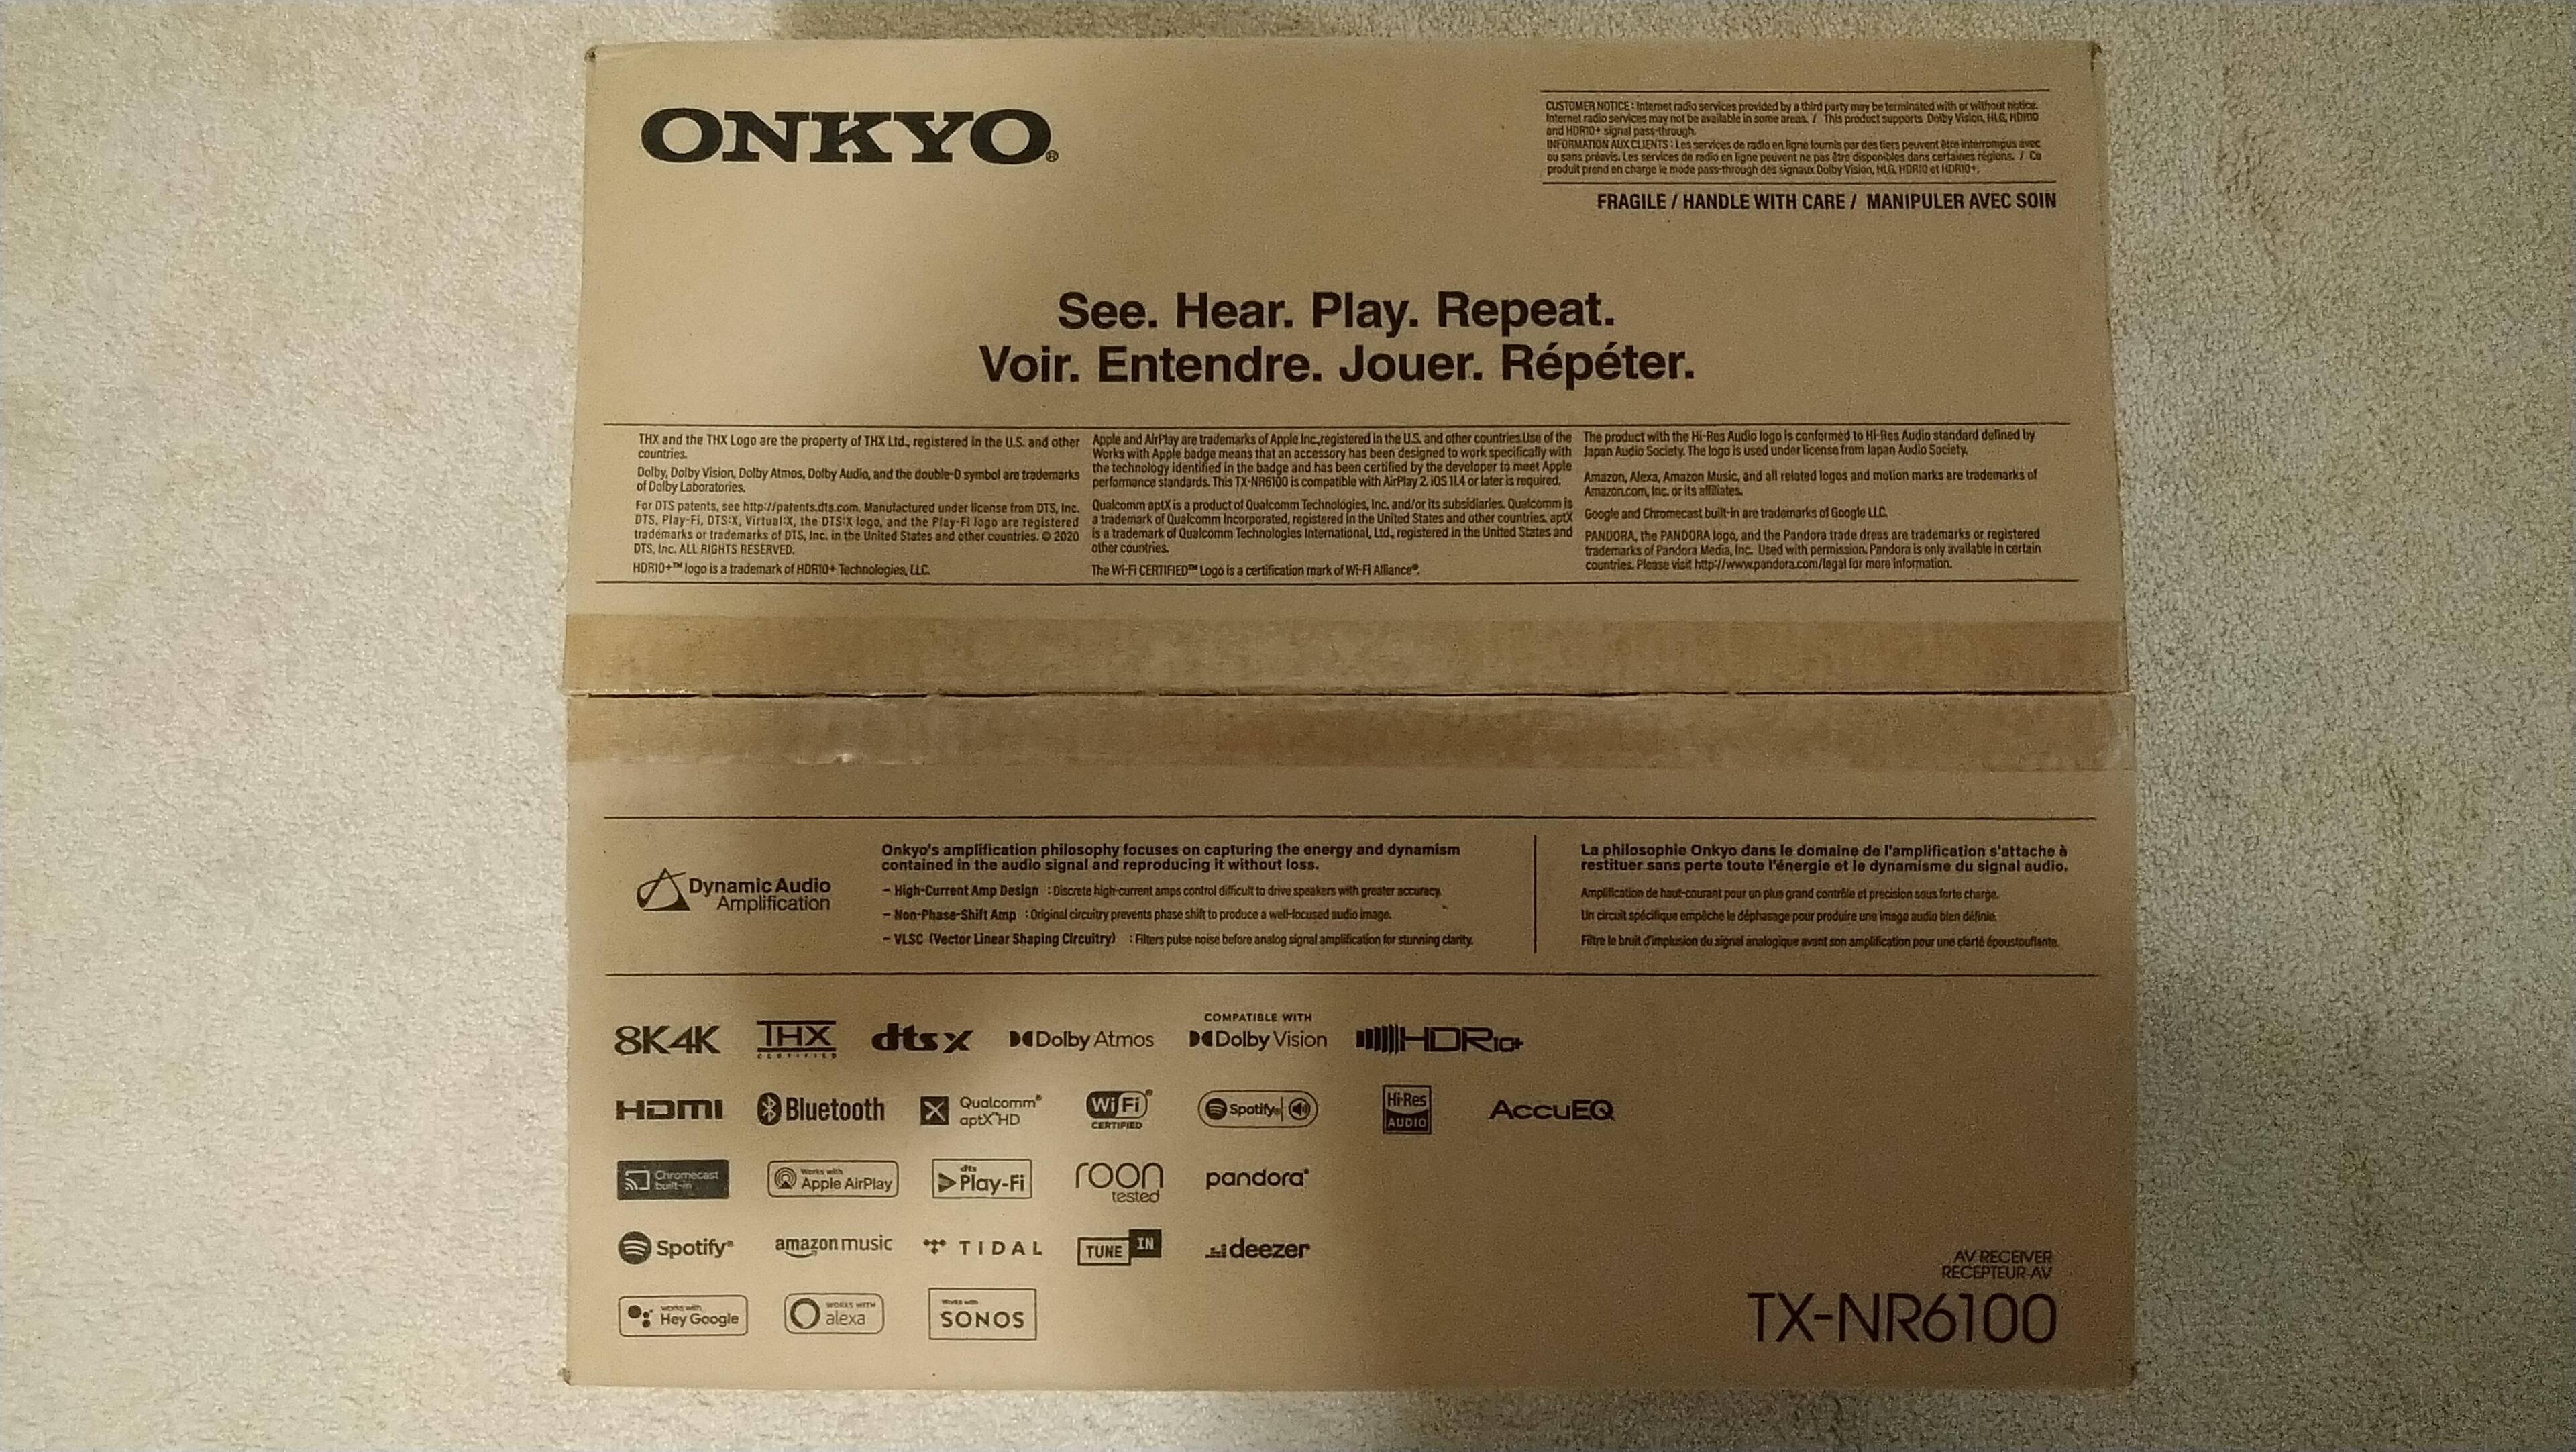 ONKYO®
CUSTOMER NOTICE : Internet radio services provided by a third party may be terminated with or without notice.
Internet radio services may not be available in some areas. / This product supports Dolby Vision, HLG, HDR10
and HDR10+ signal pass-through.
INFORMATION AUX CLIENTS : Les services de radio en ligne fournis par des tiers peuvent être interrompus avec
ou sans préavis. Les services de radio en ligne peuvent ne pas être disponibles dans certaines régions. / Ce
produit prend en charge le mode pass-through des signaux Dolby Vision, HLG, HDR10 et HDR10+.
FRAGILE / HANDLE WITH CARE / MANIPULER AVEC SOIN
See. Hear. Play. Repeat.
Voir. Entendre. Jouer. Répéter.
THX and the THX Logo are the property of THX Ltd., registered in the U.S. and other
countries.
Dolby, Dolby Vision, Dolby Atmos, Dolby Audio, and the double-D symbol are trademarks
of Dolby Laboratories.
For DTS patents, see http://patents.dts.com. Manufactured under license from DTS, Inc.
DTS, Play-Fi, DTS:X, Virtual:X, the DTS:X logo, and the Play-Fi logo are registered
trademarks or trademarks of DTS, Inc. in the United States and other countries. © 2020
DTS, Inc. ALL RIGHTS RESERVED.
HDR10+™ logo is a trademark of HDR10+ Technologies, LLC.
Apple and AirPlay are trademarks of Apple Inc.,registered in the U.S. and other countries.Use of the
Works with Apple badge means that an accessory has been designed to work specifically with
the technology identified in the badge and has been certified by the developer to meet Apple
performance standards. This TX-NR6100 is compatible with AirPlay 2. iOS 11.4 or later is required.
Qualcomm aptX is a product of Qualcomm Technologies, Inc. and/or its subsidiaries. Qualcomm is
a trademark of Qualcomm Incorporated, registered in the United States and other countries. aptX
is a trademark of Qualcomm Technologies International, Ltd., registered in the United States and
other countries.
The Wi-Fi CERTIFIED™ Logo is a certification mark of Wi-Fi Alliance®.
The product with the Hi-Res Audio logo is conformed to Hi-Res Audio standard defined by
Japan Audio Society. The logo is used under license from Japan Audio Society.
Amazon, Alexa, Amazon Music, and all related logos and motion marks are trademarks of
Amazon.com, Inc. or its affiliates.
Google and Chromecast built-in are trademarks of Google LLC.
PANDORA, the PANDORA logo, and the Pandora trade dress are trademarks or registered
trademarks of Pandora Media, Inc. Used with permission. Pandora is only available in certain
countries. Please visit http://www.pandora.com/legal for more information.
Dynamic Audio
Amplification
Onkyo's amplification philosophy focuses on capturing the energy and dynamism
contained in the audio signal and reproducing it without loss.
– High-Current Amp Design : Discrete high-current amps control difficult to drive speakers with greater accuracy.
– Non-Phase-Shift Amp : Original circuitry prevents phase shift to produce a well-focused audio image.
– VLSC (Vector Linear Shaping Circuitry) : Filters pulse noise before analog signal amplification for stunning clarity.
La philosophie Onkyo dans le domaine de l'amplification s'attache à
restituer sans perte toute l'énergie et le dynamisme du signal audio.
Amplification de haut-courant pour un plus grand contrôle et precision sous forte charge.
Un circuit spécifique empêche le déphasage pour produire une image audio bien définie.
Filtre le bruit d'implusion du signal analogique avant son amplification pour une clarté époustouflante.
8K4K THX CERTIFIED dts x Dolby Atmos COMPATIBLE WITH Dolby Vision HDR10+
HDMI Bluetooth Qualcomm® aptX™ HD Wi Fi® CERTIFIED Spotify® Hi-Res AUDIO AccuEQ
Chromecast built-in Works with Apple AirPlay dts Play-Fi roon tested pandora®
Spotify® amazon music TIDAL TUNE IN deezer
works with Hey Google WORKS WITH alexa Works with SONOS
AV RECEIVER
RECEPTEUR AV
TX-NR6100